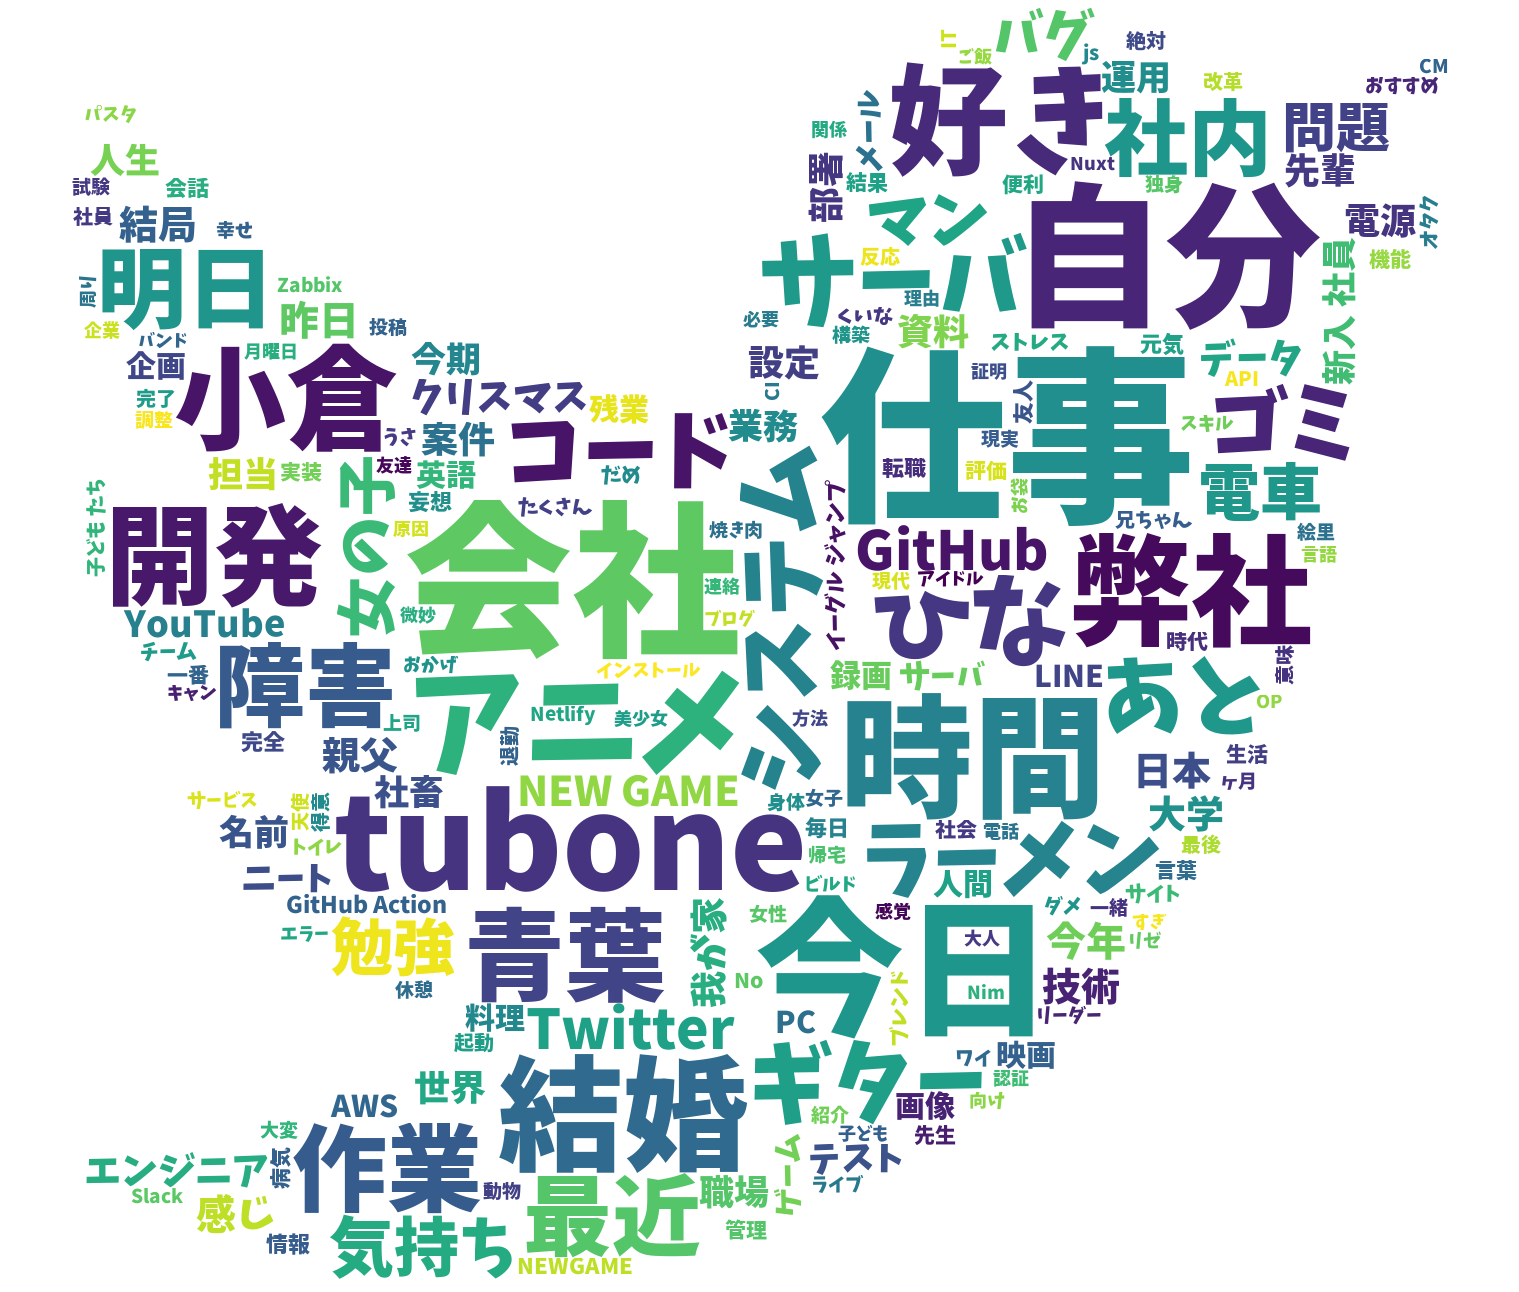 バグ
IT
ご飯
js
絶対
CM
おすすめ
運用
改革
好き
社内
問題
先輩
メール
関係
部署
結果
Nuxt
便利
独身
パスタ
人生
試験
会話
社員
結局
幸せ
マン
自分
電源
オタク
機能
新入社員
サーバ
反応
理由
明日
周り
Zabbix
昨日
投稿
企業
バンド
月曜日
企画
完了
調整
小倉
今期
クリスマス
残業
必要
くいな
構築
資料
ストレス
元気
データ
API
設定
CI
業務
仕事
証明
友人
現実
ゴミ
スキル
うさ
案件
コード
だめ
担当
実装
友達
英語
女の子
妄想
たくさん
原因
転職
評価
お袋
電車
兄ちゃん
絵里
言語
子どもたち
開発
会社
焼き肉
システム
イーグルジャンプ
GitHub
現代
アイドル
ひな
弊社
時代
意味
連絡
ブログ
微妙
YouTube
チーム
一番
キャン
障害
おかげ
インストール
録画サーバ
LINE
あと
OP
アニメ
Netlify
美少女
上司
退勤
方法
時間
完全
親父
社畜
NEW GAME
身体
女子
日本
生活
ヶ月
大学
サービス
天使
得意
名前
トイレ
tubone
毎日
帰宅
社会
電話
ラーメン
最後
言葉
ニート
ビルド
人間
サイト
GitHub Action
エラー
勉強
青葉
我が家
女性
今日
感覚
大人
ダメ
一緒
すぎ
今年
リゼ
休憩
No
Nim
技術
リーダー
料理
起動
Twitter
PC
フレンド
ワイ
映画
認証
世界
結婚
ギター
向け
画像
紹介
先生
AWS
大変
作業
病気
子ども
テスト
ライブ
エンジニア
Slack
感じ
動物
最近
職場
ゲーム
管理
情報
気持ち
NEWGAME